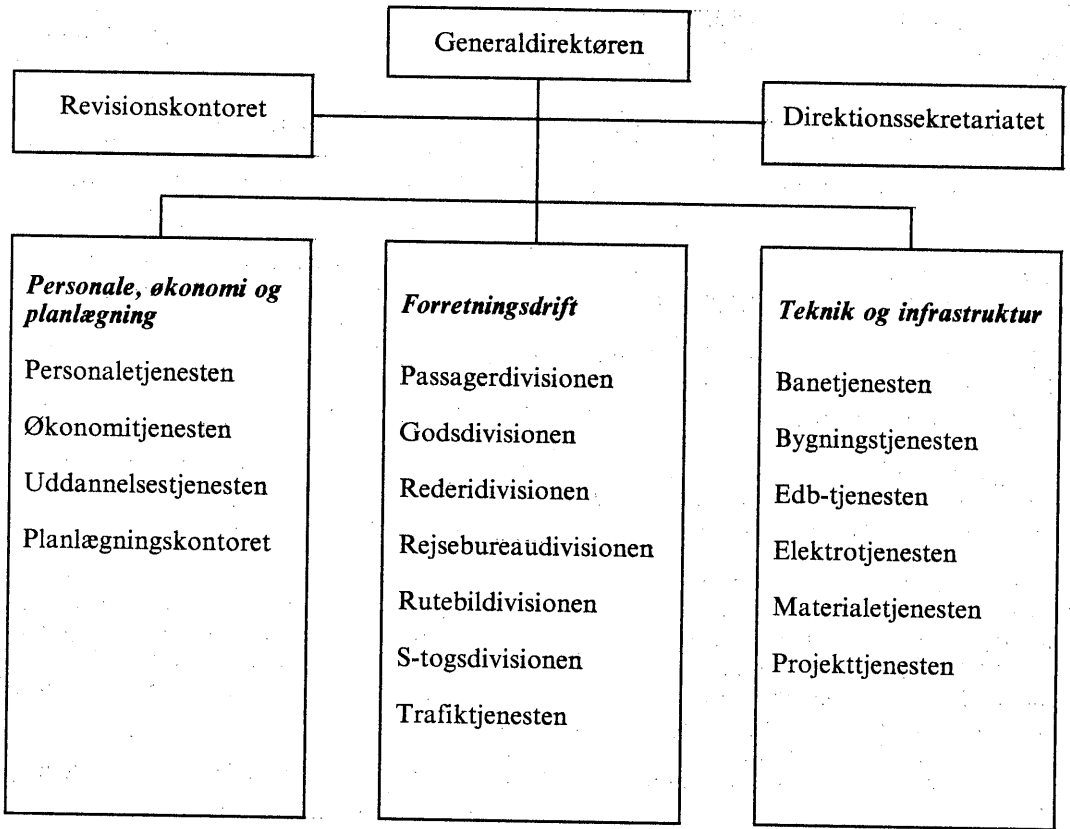 Generaldirektøren
Revisionskontoret
Direktionssekretariatet
Personale, økonomi og
planlægning
Personaletjenesten
Økonomitjenesten
Uddannelsestjenesten
Planlægningskontoret
Forretningsdrift
Passagerdivisionen
Godsdivisionen
Rederidivisionen
Rejsebureaudivisionen
Rutebildivisionen
S-togsdivisionen
Trafiktjenesten
Teknik og infrastruktur
Banetjenesten
Bygningstjenesten
Edb-tjenesten
Elektrotjenesten
Materialetjenesten
Projekttjenesten